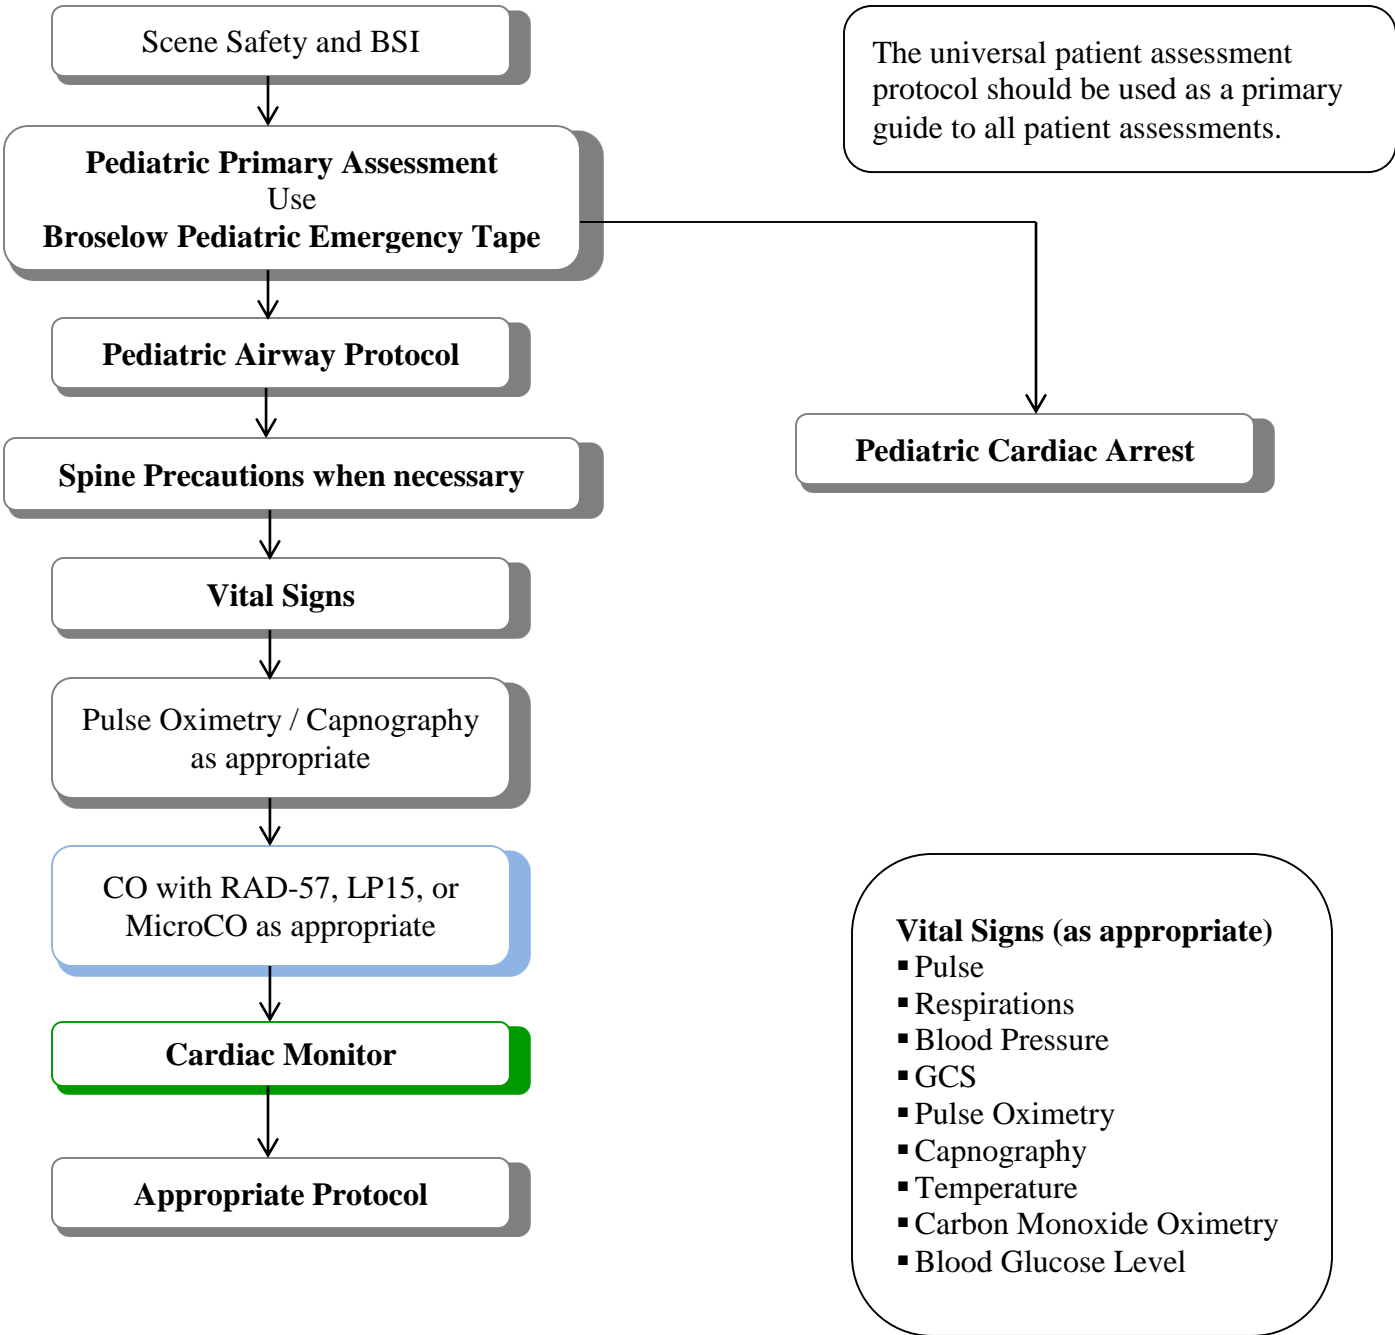 Scene Safety and BSI
The universal patient assessment
protocol should be used as a primary
guide to all patient assessments.
Pediatric Primary Assessment
Use
Broselow Pediatric Emergency Tape
Pediatric Airway Protocol
Pediatric Cardiac Arrest
Spine Precautions when necessary
Vital Signs
Pulse Oximetry / Capnography
as appropriate
CO with RAD-57, LP15, or
MicroCO as appropriate
Cardiac Monitor
Appropriate Protocol
Vital Signs (as appropriate)
▪ Pulse
▪ Respirations
▪ Blood Pressure
▪ GCS
▪ Pulse Oximetry
▪ Capnography
▪ Temperature
▪ Carbon Monoxide Oximetry
▪ Blood Glucose Level